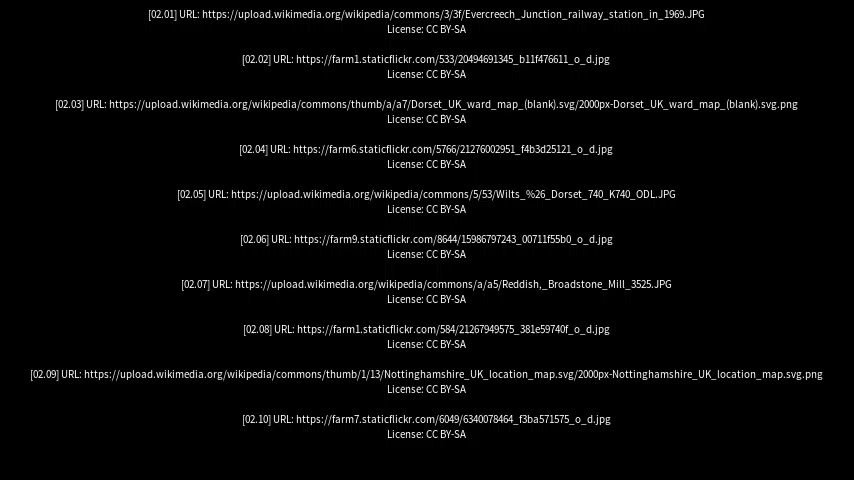 [02.01] URL: https://upload.wikimedia.org/wikipedia/commons/3/3f/Evercreech_Junction_railway_station_in_1969.JPG
License: CC BY-SA
[02.02] URL: https://farm1.staticflickr.com/533/20494691345_b11f476611_o_d.jpg
License: CC BY-SA
[02.03] URL: https://upload.wikimedia.org/wikipedia/commons/thumb/a/a7/Dorset_UK_ward_map_(blank).svg/2000px-Dorset_UK_ward_map_(blank).svg.png
License: CC BY-SA
[02.04] URL: https://farm6.staticflickr.com/5766/21276002951_f4b3d25121_o_d.jpg
License: CC BY-SA
[02.05] URL: https://upload.wikimedia.org/wikipedia/commons/5/53/Wilts_%26_Dorset_740_K740_ODL.JPG
License: CC BY-SA
[02.06] URL: https://farm9.staticflickr.com/8644/15986797243_00711f55b0_o_d.jpg
License: CC BY-SA
[02.07] URL: https://upload.wikimedia.org/wikipedia/commons/a/a5/Reddish,_Broadstone_Mill_3525.JPG
License: CC BY-SA
[02.08] URL: https://farm1.staticflickr.com/584/21267949575_381e59740f_o_d.jpg
License: CC BY-SA
[02.09] URL: https://upload.wikimedia.org/wikipedia/commons/thumb/1/13/Nottinghamshire_UK_location_map.svg/2000px-Nottinghamshire_UK_location_map.svg.png
License: CC BY-SA
[02.10] URL: https://farm7.staticflickr.com/6049/6340078464_f3ba571575_o_d.jpg
License: CC BY-SA